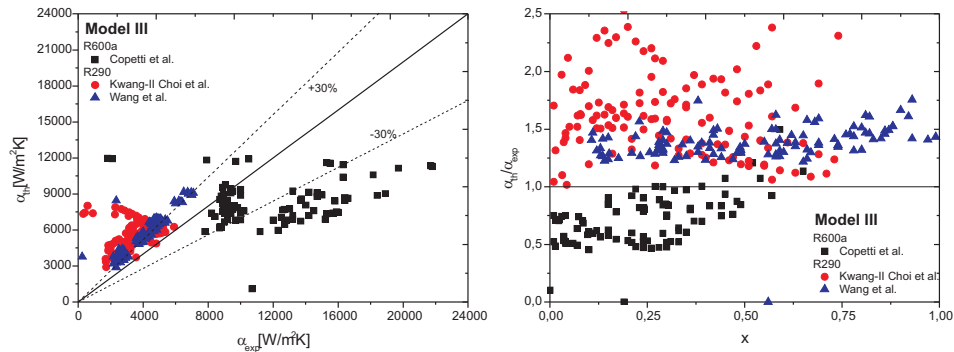 Model III
R600a
Copetti et al.
R290
Kwang-Il Choi et al.
Wang et al.
+30%
-30%
24000
21000
18000
15000
12000
9000
6000
3000
0
α_th[W/m²K]
0 4000 8000 12000 16000 20000 24000
α_exp[W/m²K]
2,5
2,0
1,5
1,0
0,5
0,0
α_th/α_exp
Model III
R600a
Copetti et al.
R290
Kwang-Il Choi et al.
Wang et al.
0,00 0,25 0,50 0,75 1,00
x